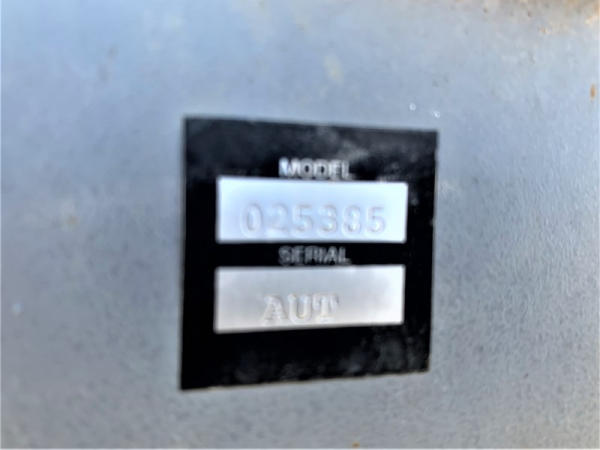 MODEL
025385
SERIAL
AUT